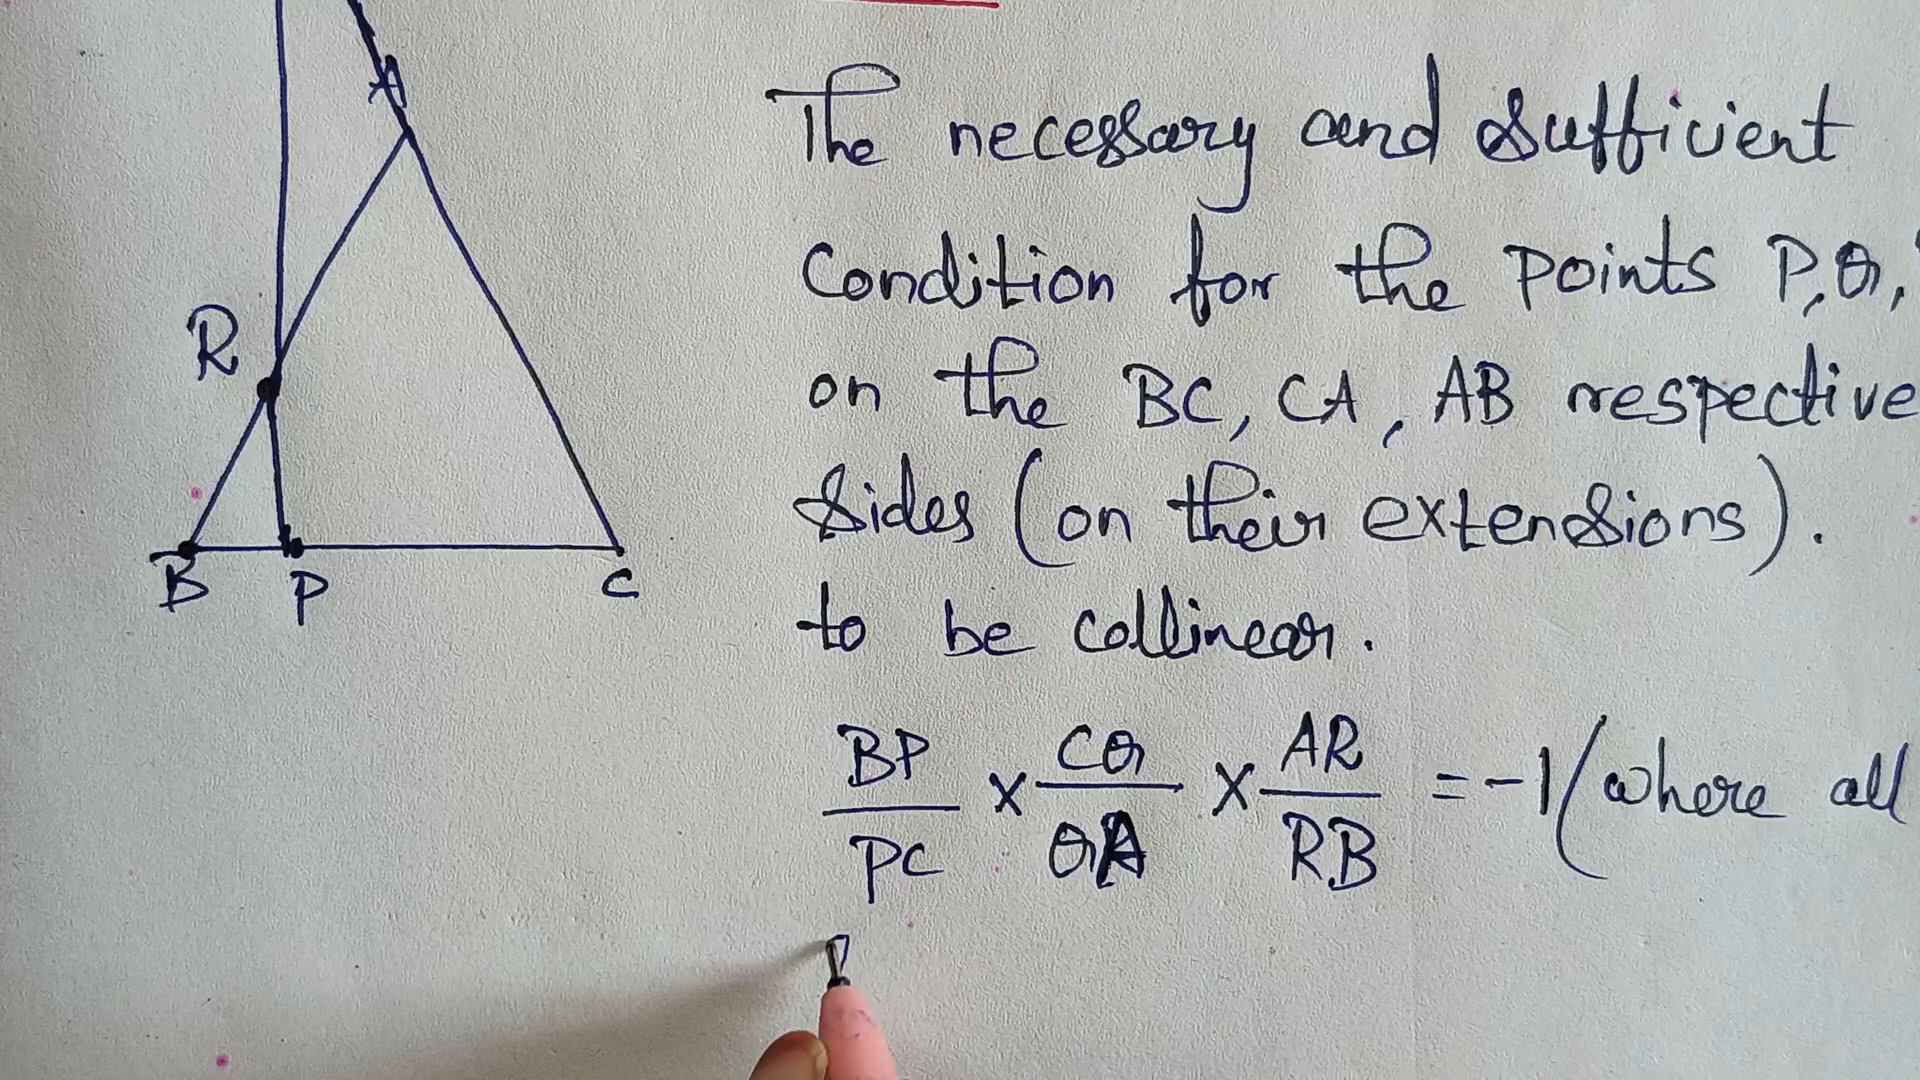 A
R
B P C
The necessary and sufficient
condition for the points P, Q,
on the BC, CA, AB respective
sides (on their extensions).
to be collinear.
BP/PC × CQ/QA × AR/R.B = -1 (where all